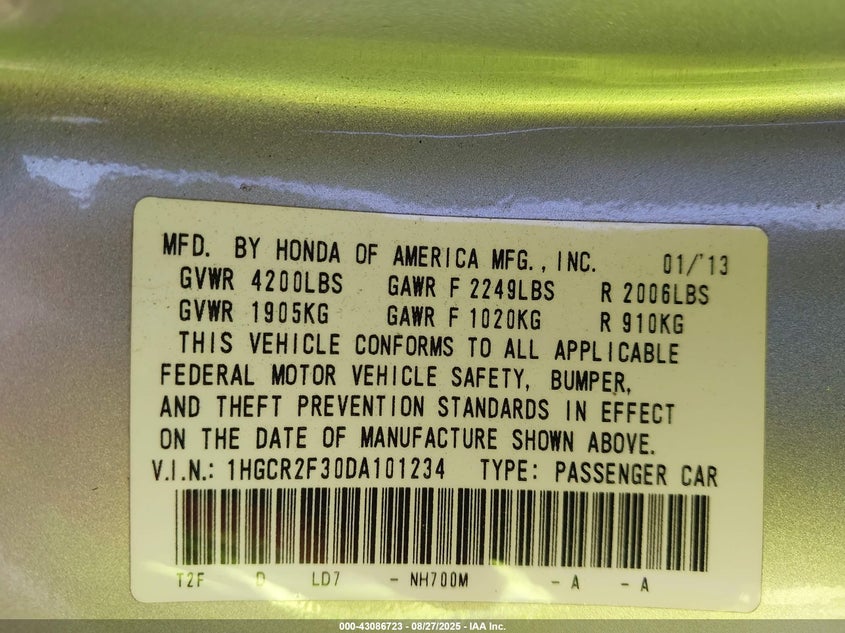 MFD. BY HONDA OF AMERICA MFG., INC. 01/'13
GVWR 4200LBS GAWR F 2249LBS R 2006LBS
GVWR 1905KG GAWR F 1020KG R 910KG
THIS VEHICLE CONFORMS TO ALL APPLICABLE
FEDERAL MOTOR VEHICLE SAFETY, BUMPER,
AND THEFT PREVENTION STANDARDS IN EFFECT
ON THE DATE OF MANUFACTURE SHOWN ABOVE.
V.I.N.: 1HGCR2F30DA101234 TYPE: PASSENGER CAR
T2F D LD7 - NH700M - A - A
000-43086723 - 08/27/2025 - IAA Inc.